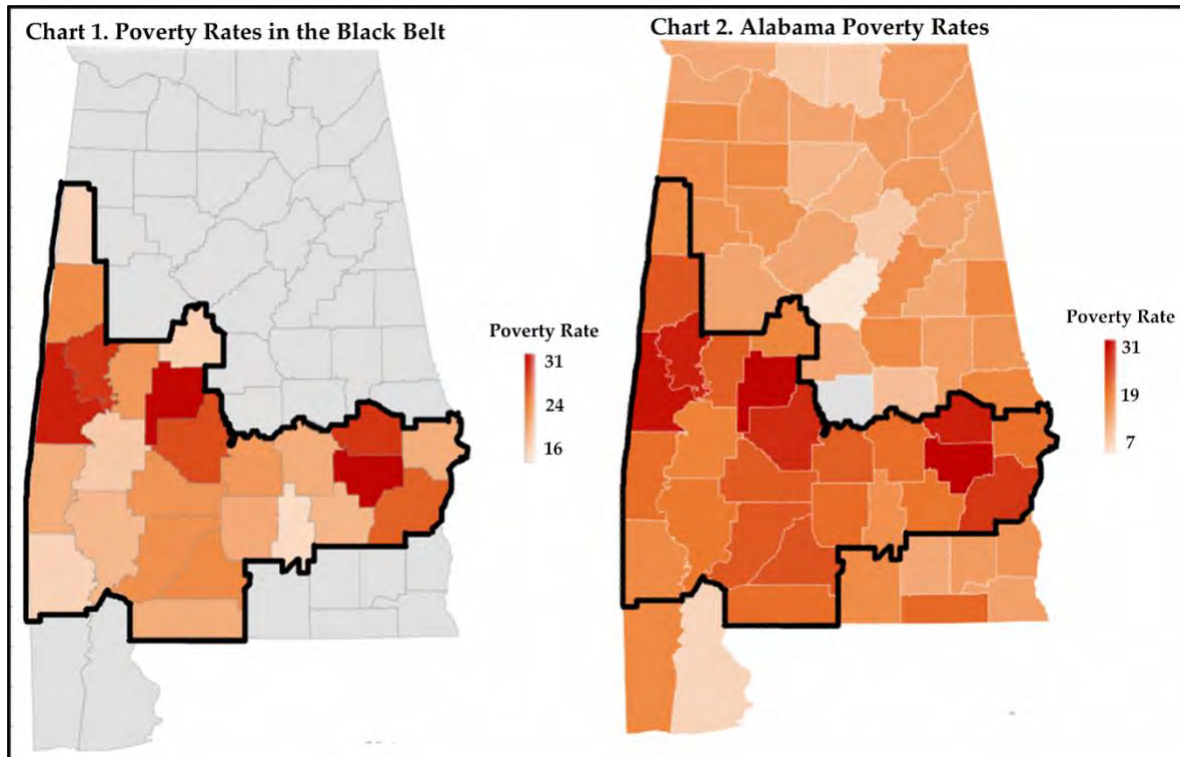 Chart 1. Poverty Rates in the Black Belt
Chart 2. Alabama Poverty Rates
Poverty Rate
31
24
16
Poverty Rate
31
19
7